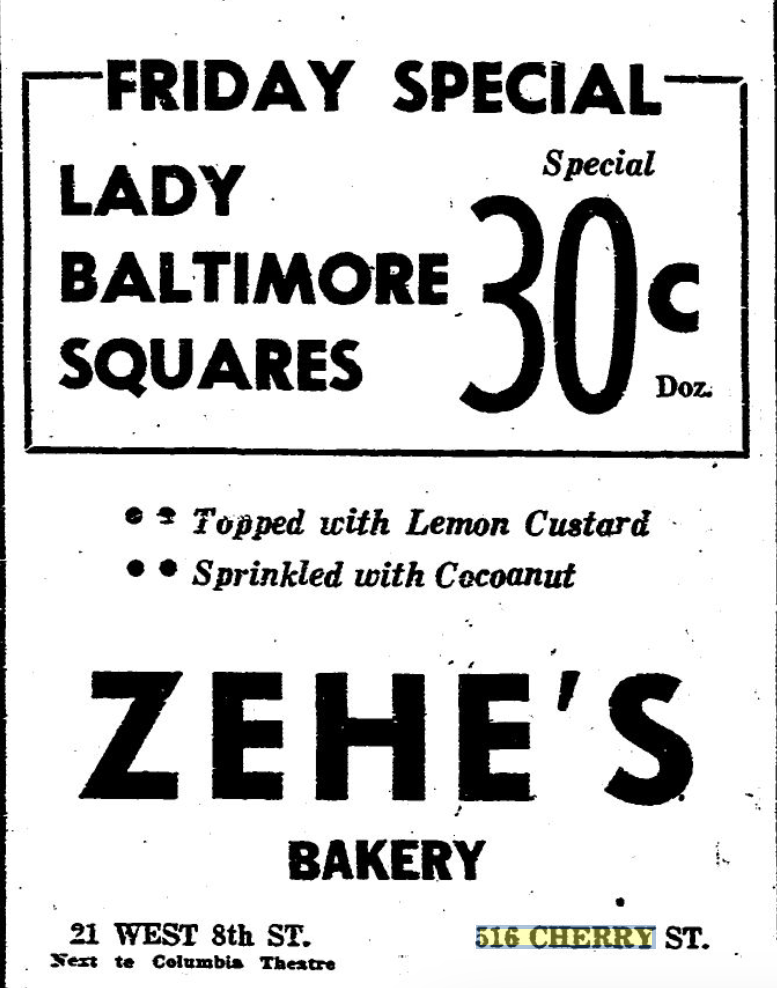 FRIDAY SPECIAL
LADY
BALTIMORE
SQUARES
Special
30c
Doz.
Topped with Lemon Custard
Sprinkled with Cocoanut
ZEHE'S
BAKERY
21 WEST 8th ST.
Next to Columbia Theatre
516 CHERRY ST.